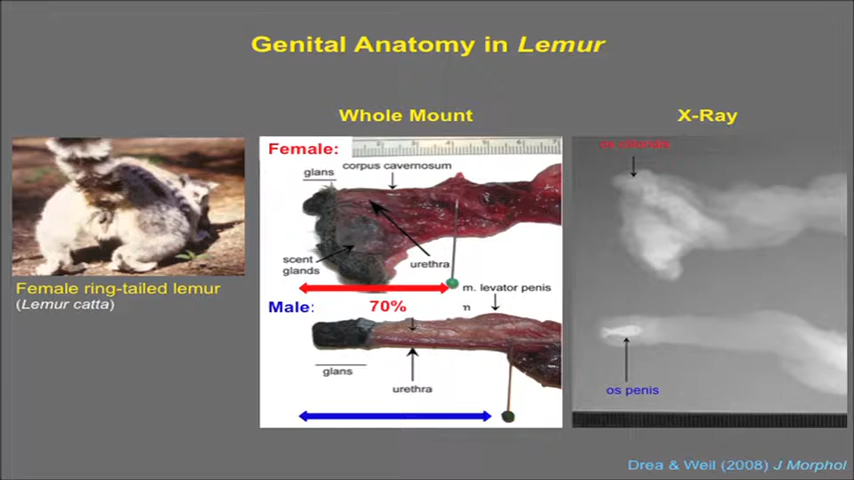 Genital Anatomy in Lemur
Whole Mount
X-Ray
Female:
corpus cavernosum
glans
scent
glands
urethra
m. levator penis
m
Male:
70%
glans
urethra
os penis
Female ring-tailed lemur
(Lemur catta)
Drea & Weil (2008) J Morphol